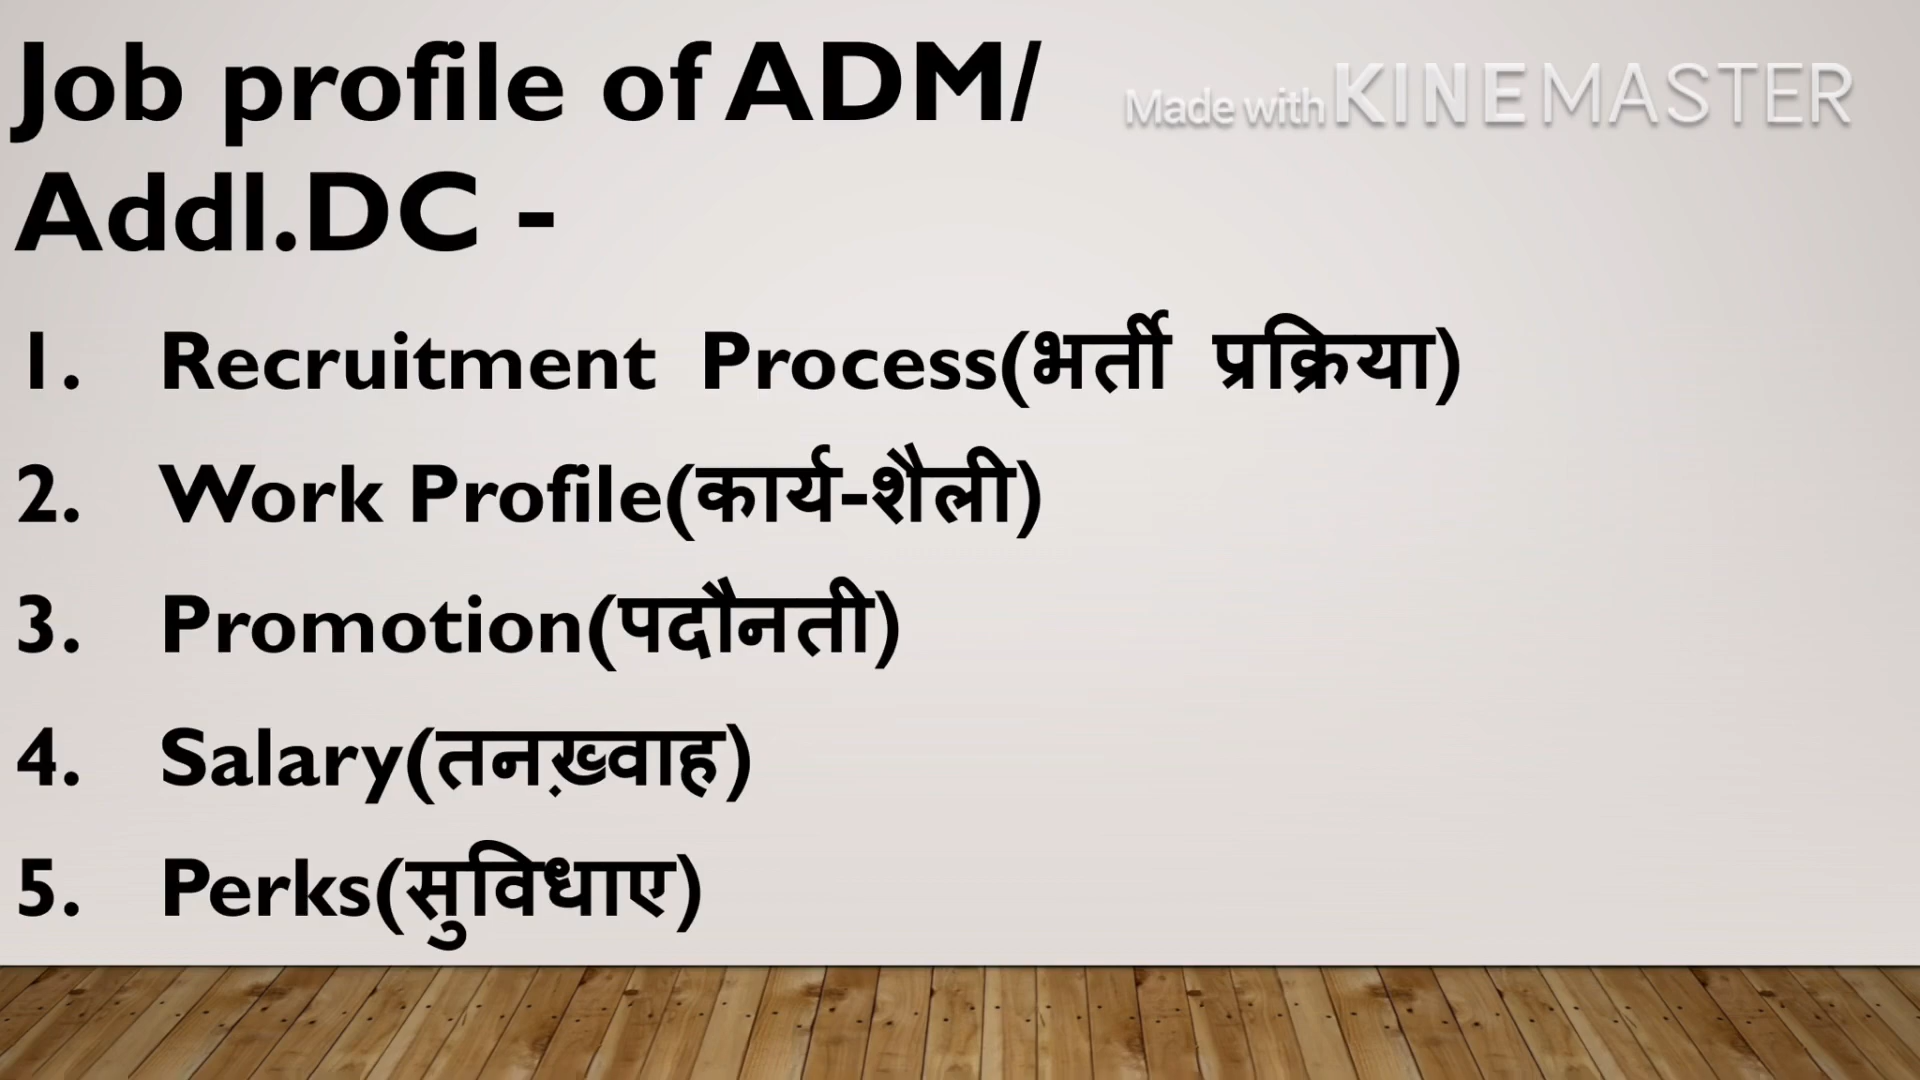 Job profile of ADM/
Made with KINEMASTER
Addl.DC -
1. Recruitment Process(भर्ती प्रक्रिया)
2. Work Profile(कार्य-शैली)
3. Promotion(पदौनती)
4. Salary(तनख़्वाह)
5. Perks(सुविधाए)